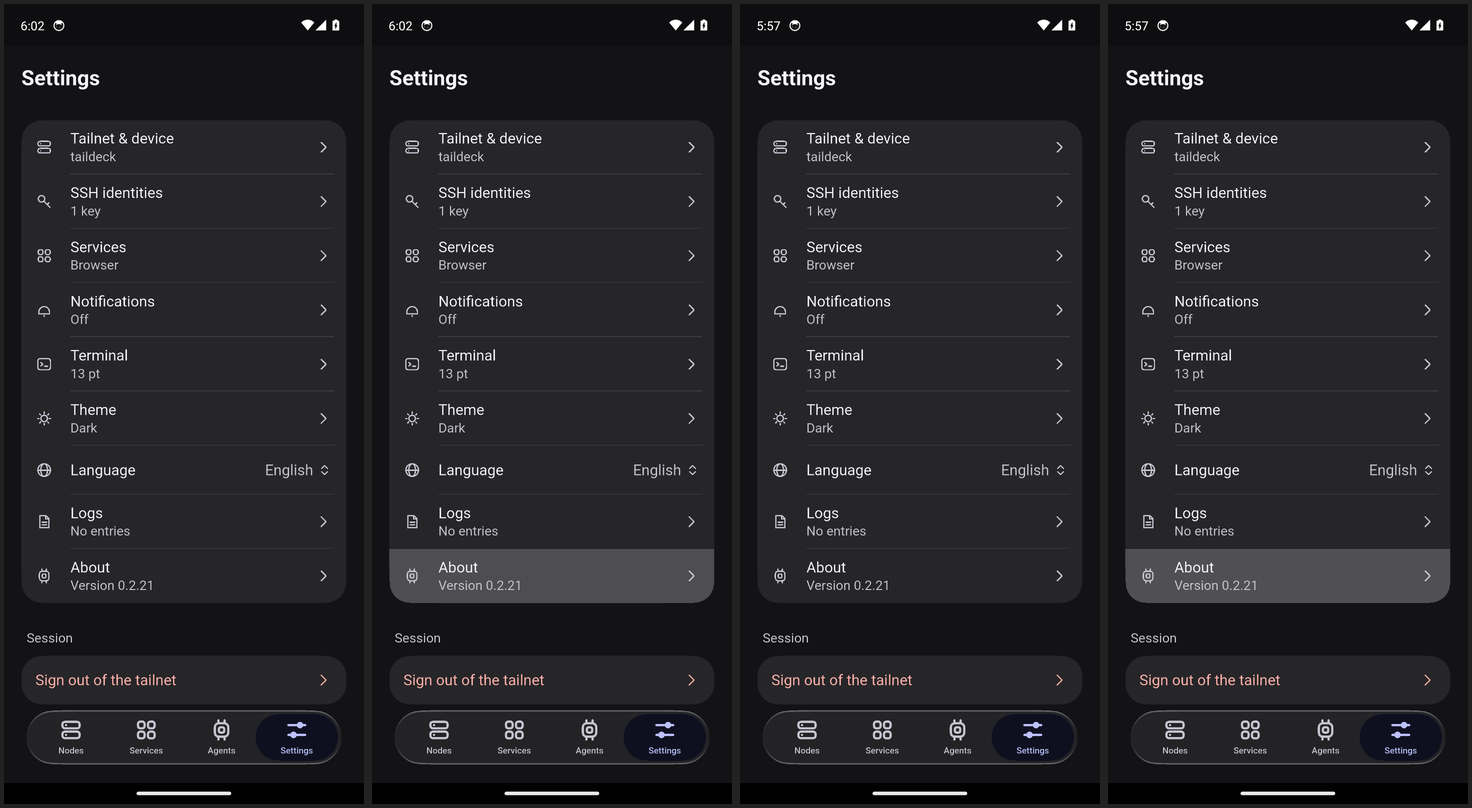 6:02
Settings
Tailnet & device
taildeck
SSH identities
1 key
Services
Browser
Notifications
Off
Terminal
13 pt
Theme
Dark
Language English
Logs
No entries
About
Version 0.2.21
Session
Sign out of the tailnet
Nodes Services Agents Settings
6:02
Settings
Tailnet & device
taildeck
SSH identities
1 key
Services
Browser
Notifications
Off
Terminal
13 pt
Theme
Dark
Language English
Logs
No entries
About
Version 0.2.21
Session
Sign out of the tailnet
Nodes Services Agents Settings
5:57
Settings
Tailnet & device
taildeck
SSH identities
1 key
Services
Browser
Notifications
Off
Terminal
13 pt
Theme
Dark
Language English
Logs
No entries
About
Version 0.2.21
Session
Sign out of the tailnet
Nodes Services Agents Settings
5:57
Settings
Tailnet & device
taildeck
SSH identities
1 key
Services
Browser
Notifications
Off
Terminal
13 pt
Theme
Dark
Language English
Logs
No entries
About
Version 0.2.21
Session
Sign out of the tailnet
Nodes Services Agents Settings